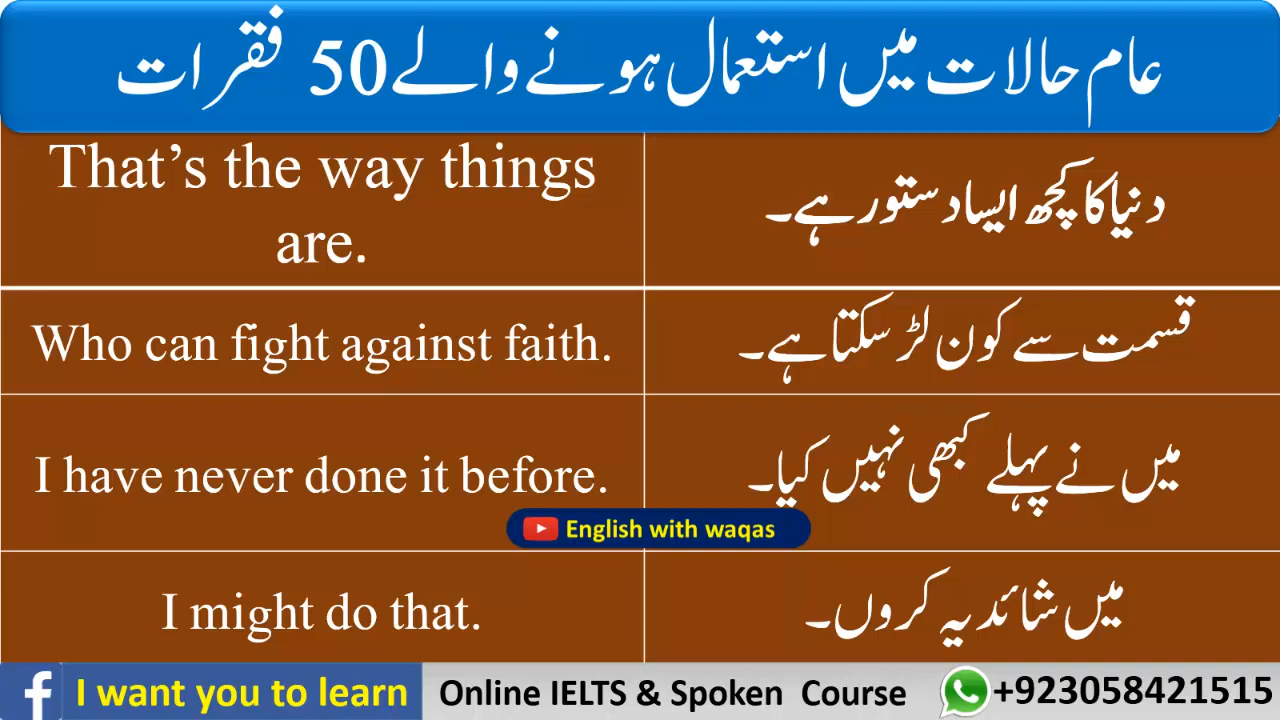 عام حالات میں استعمال ہونے والے 50 فقرات
That's the way things
are.
دنیا کا کچھ ایسا دستور ہے۔
Who can fight against faith.
قسمت سے کون لڑ سکتا ہے۔
I have never done it before.
میں نے پہلے کبھی نہیں کیا۔
English with waqas
I might do that.
میں شائد یہ کروں۔
f I want you to learn
Online IELTS & Spoken Course
+923058421515